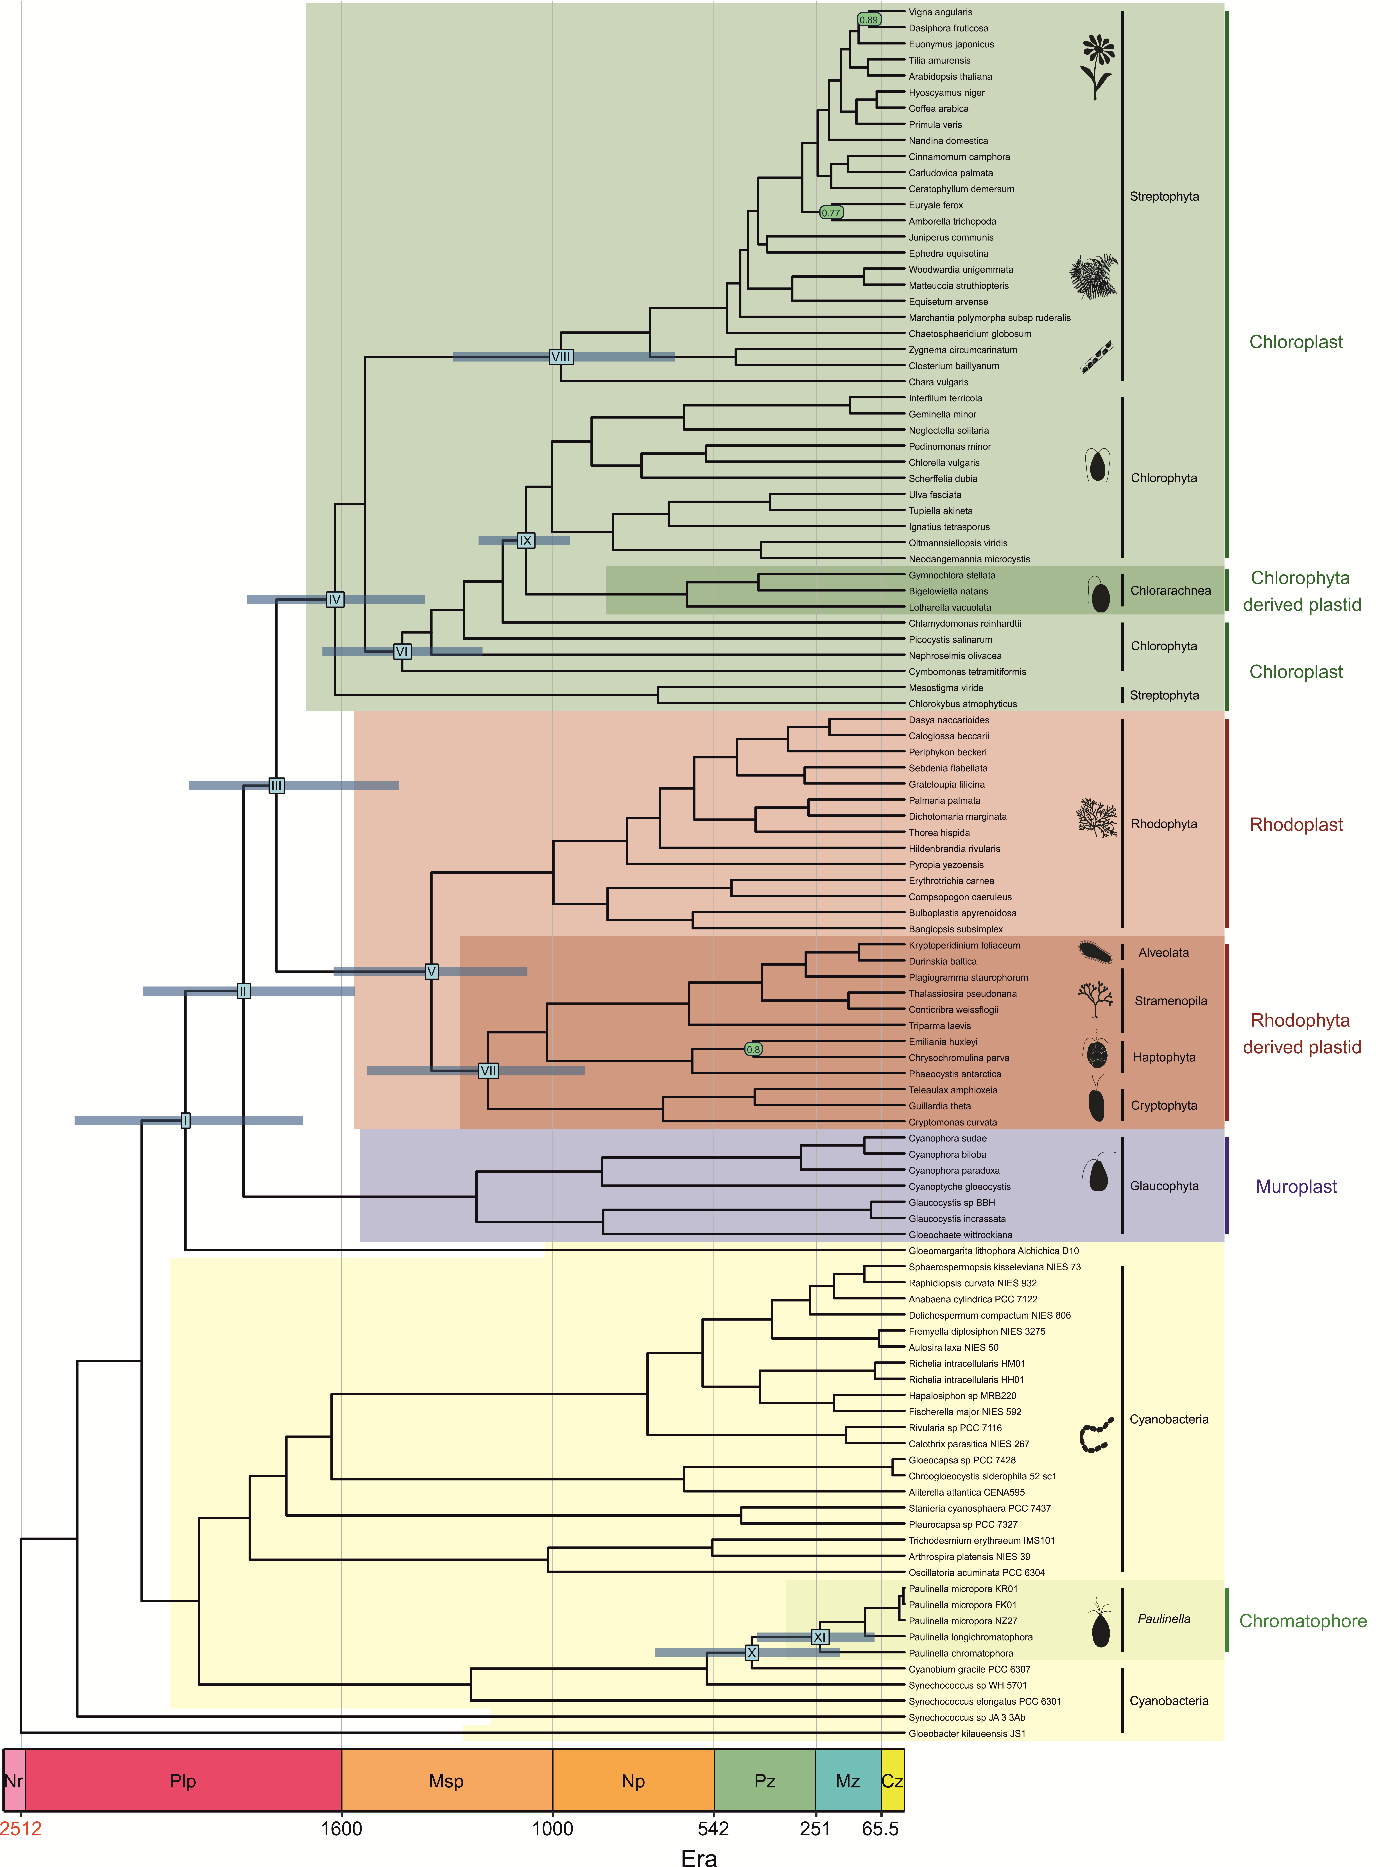 Vigna angularis
0.89
Dasiphora fruticosa
Euonymus japonicus
Tilia amurensis
Arabidopsis thaliana
Hyoscyamus niger
Coffea arabica
Primula veris
Nandina domestica
Cinnamomum camphora
Carludovica palmata
Ceratophyllum demersum
Streptophyta
Euryale ferox
0.77
Amborella trichopoda
Juniperus communis
Ephedra equisetina
Woodwardia unigemmata
Matteuccia struthiopteris
Equisetum arvense
Marchantia polymorpha subsp ruderalis
Chaetosphaeridium globosum
Chloroplast
Zygnema circumcarinatum
VIII
Closterium baillyanum
Chara vulgaris
Interfilum terricola
Geminella minor
Neglectella solitaria
Pedinomonas minor
Chlorella vulgaris
Scherffelia dubia
Chlorophyta
Ulva fasciata
Tupiella akineta
Ignatius tetrasporus
IX
Oltmannsiellopsis viridis
Neodangemannia microcystis
Gymnochlora stellata
Chlorophyta
Bigelowiella natans
Chlorarachnea
IV
Lotharella vacuolata
derived plastid
Chlamydomonas reinhardtii
Picocystis salinarum
Chlorophyta
VI
Nephroselmis olivacea
Cymbomonas tetramitiformis
Chloroplast
Mesostigma viride
Streptophyta
Chlorokybus atmophyticus
Dasya naccarioides
Caloglossa beccarii
Periphykon beckeri
Sebdenia flabellata
III
Grateloupia filicina
Palmaria palmata
Dichotomaria marginata
Rhodophyta
Rhodoplast
Thorea hispida
Hildenbrandia rivularis
Pyropia yezoensis
Erythrotrichia carnea
Compsopogon caeruleus
Bulboplastis apyrenoidosa
Bangiopsis subsimplex
Kryptoperidinium foliaceum
Alveolata
Durinskia baltica
V
Plagiogramma staurophorum
II
Thalassiosira pseudonana
Stramenopila
Conticribra weissflogii
Rhodophyta
Triparma laevis
Emiliania huxleyi
0.8
derived plastid
Chrysochromulina parva
Haptophyta
VII
Phaeocystis antarctica
Teleaulax amphioxeia
Guillardia theta
Cryptophyta
I
Cryptomonas curvata
Cyanophora sudae
Cyanophora biloba
Cyanophora paradoxa
Cyanoptyche gloeocystis
Glaucophyta
Muroplast
Glaucocystis sp BBH
Glaucocystis incrassata
Gloeochaete wittrockiana
Gloeomargarita lithophora Alchichica D10
Sphaerospermopsis kisseleviana NIES 73
Raphidiopsis curvata NIES 932
Anabaena cylindrica PCC 7122
Dolichospermum compactum NIES 806
Fremyella diplosiphon NIES 3275
Aulosira laxa NIES 50
Richelia intracellularis HM01
Richelia intracellularis HH01
Hapalosiphon sp MRB220
Fischerella major NIES 592
Cyanobacteria
Rivularia sp PCC 7116
Calothrix parasitica NIES 267
Gloeocapsa sp PCC 7428
Chroogloeocystis siderophila 52 sc1
Aliterella atlantica CENA595
Stanieria cyanosphaera PCC 7437
Pleurocapsa sp PCC 7327
Trichodesmium erythraeum IMS101
Arthrospira platensis NIES 39
Oscillatoria acuminata PCC 6304
Paulinella micropora KR01
Paulinella micropora FK01
Paulinella micropora NZ27
Paulinella
Chromatophore
XI
Paulinella longichromatophora
X
Paulinella chromatophora
Cyanobium gracile PCC 6307
Synechococcus sp WH 5701
Synechococcus elongatus PCC 6301
Cyanobacteria
Synechococcus sp JA 3 3Ab
Gloeobacter kilaueensis JS1
Nr Plp Msp Np Pz Mz Cz
2512 1600 1000 542 251 65.5
Era